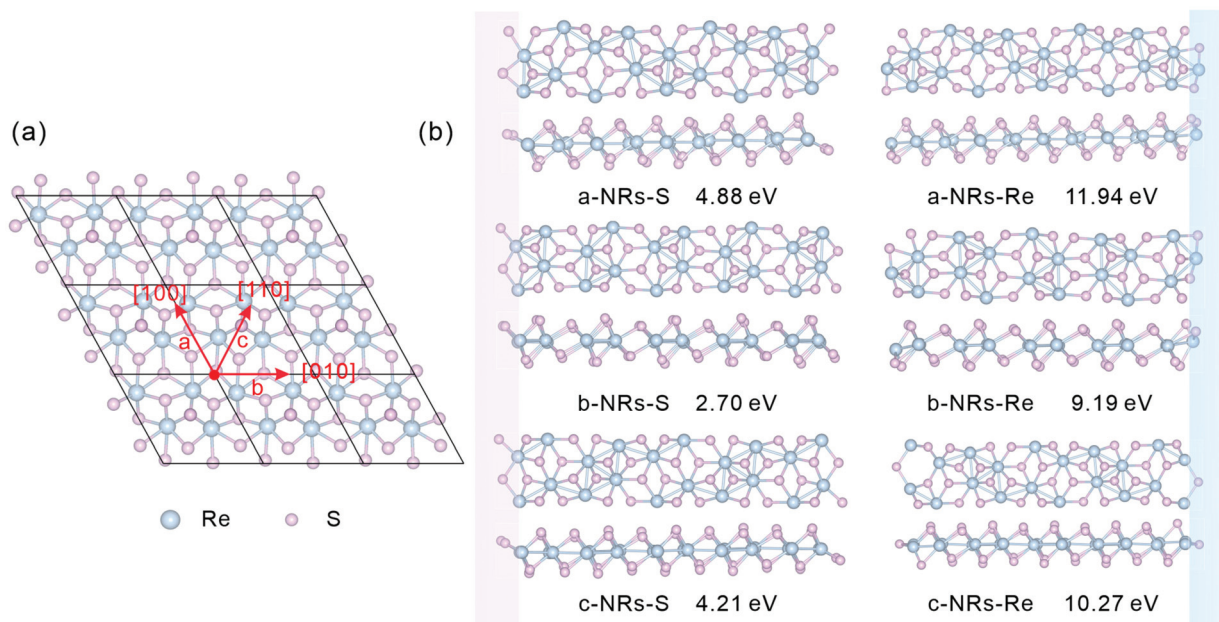 (a)
[100]
[110]
a
c
b
[010]
Re
S
(b)
a-NRs-S 4.88 eV
a-NRs-Re 11.94 eV
b-NRs-S 2.70 eV
b-NRs-Re 9.19 eV
c-NRs-S 4.21 eV
c-NRs-Re 10.27 eV